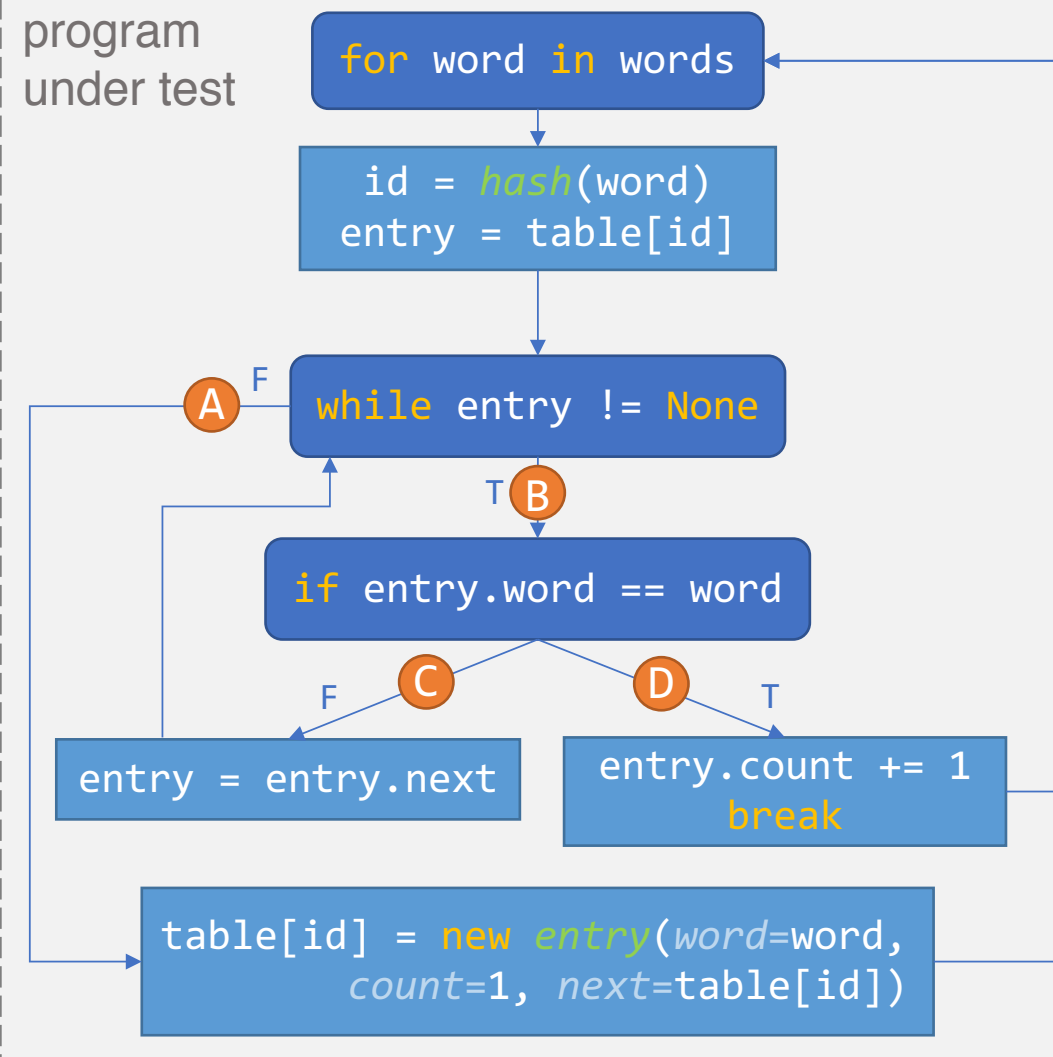 program
under test
for word in words
id = hash(word)
entry = table[id]
F
A
while entry != None
T
B
if entry.word == word
F
C
D
T
entry = entry.next
entry.count += 1
break
table[id] = new entry(word=word,
count=1, next=table[id])